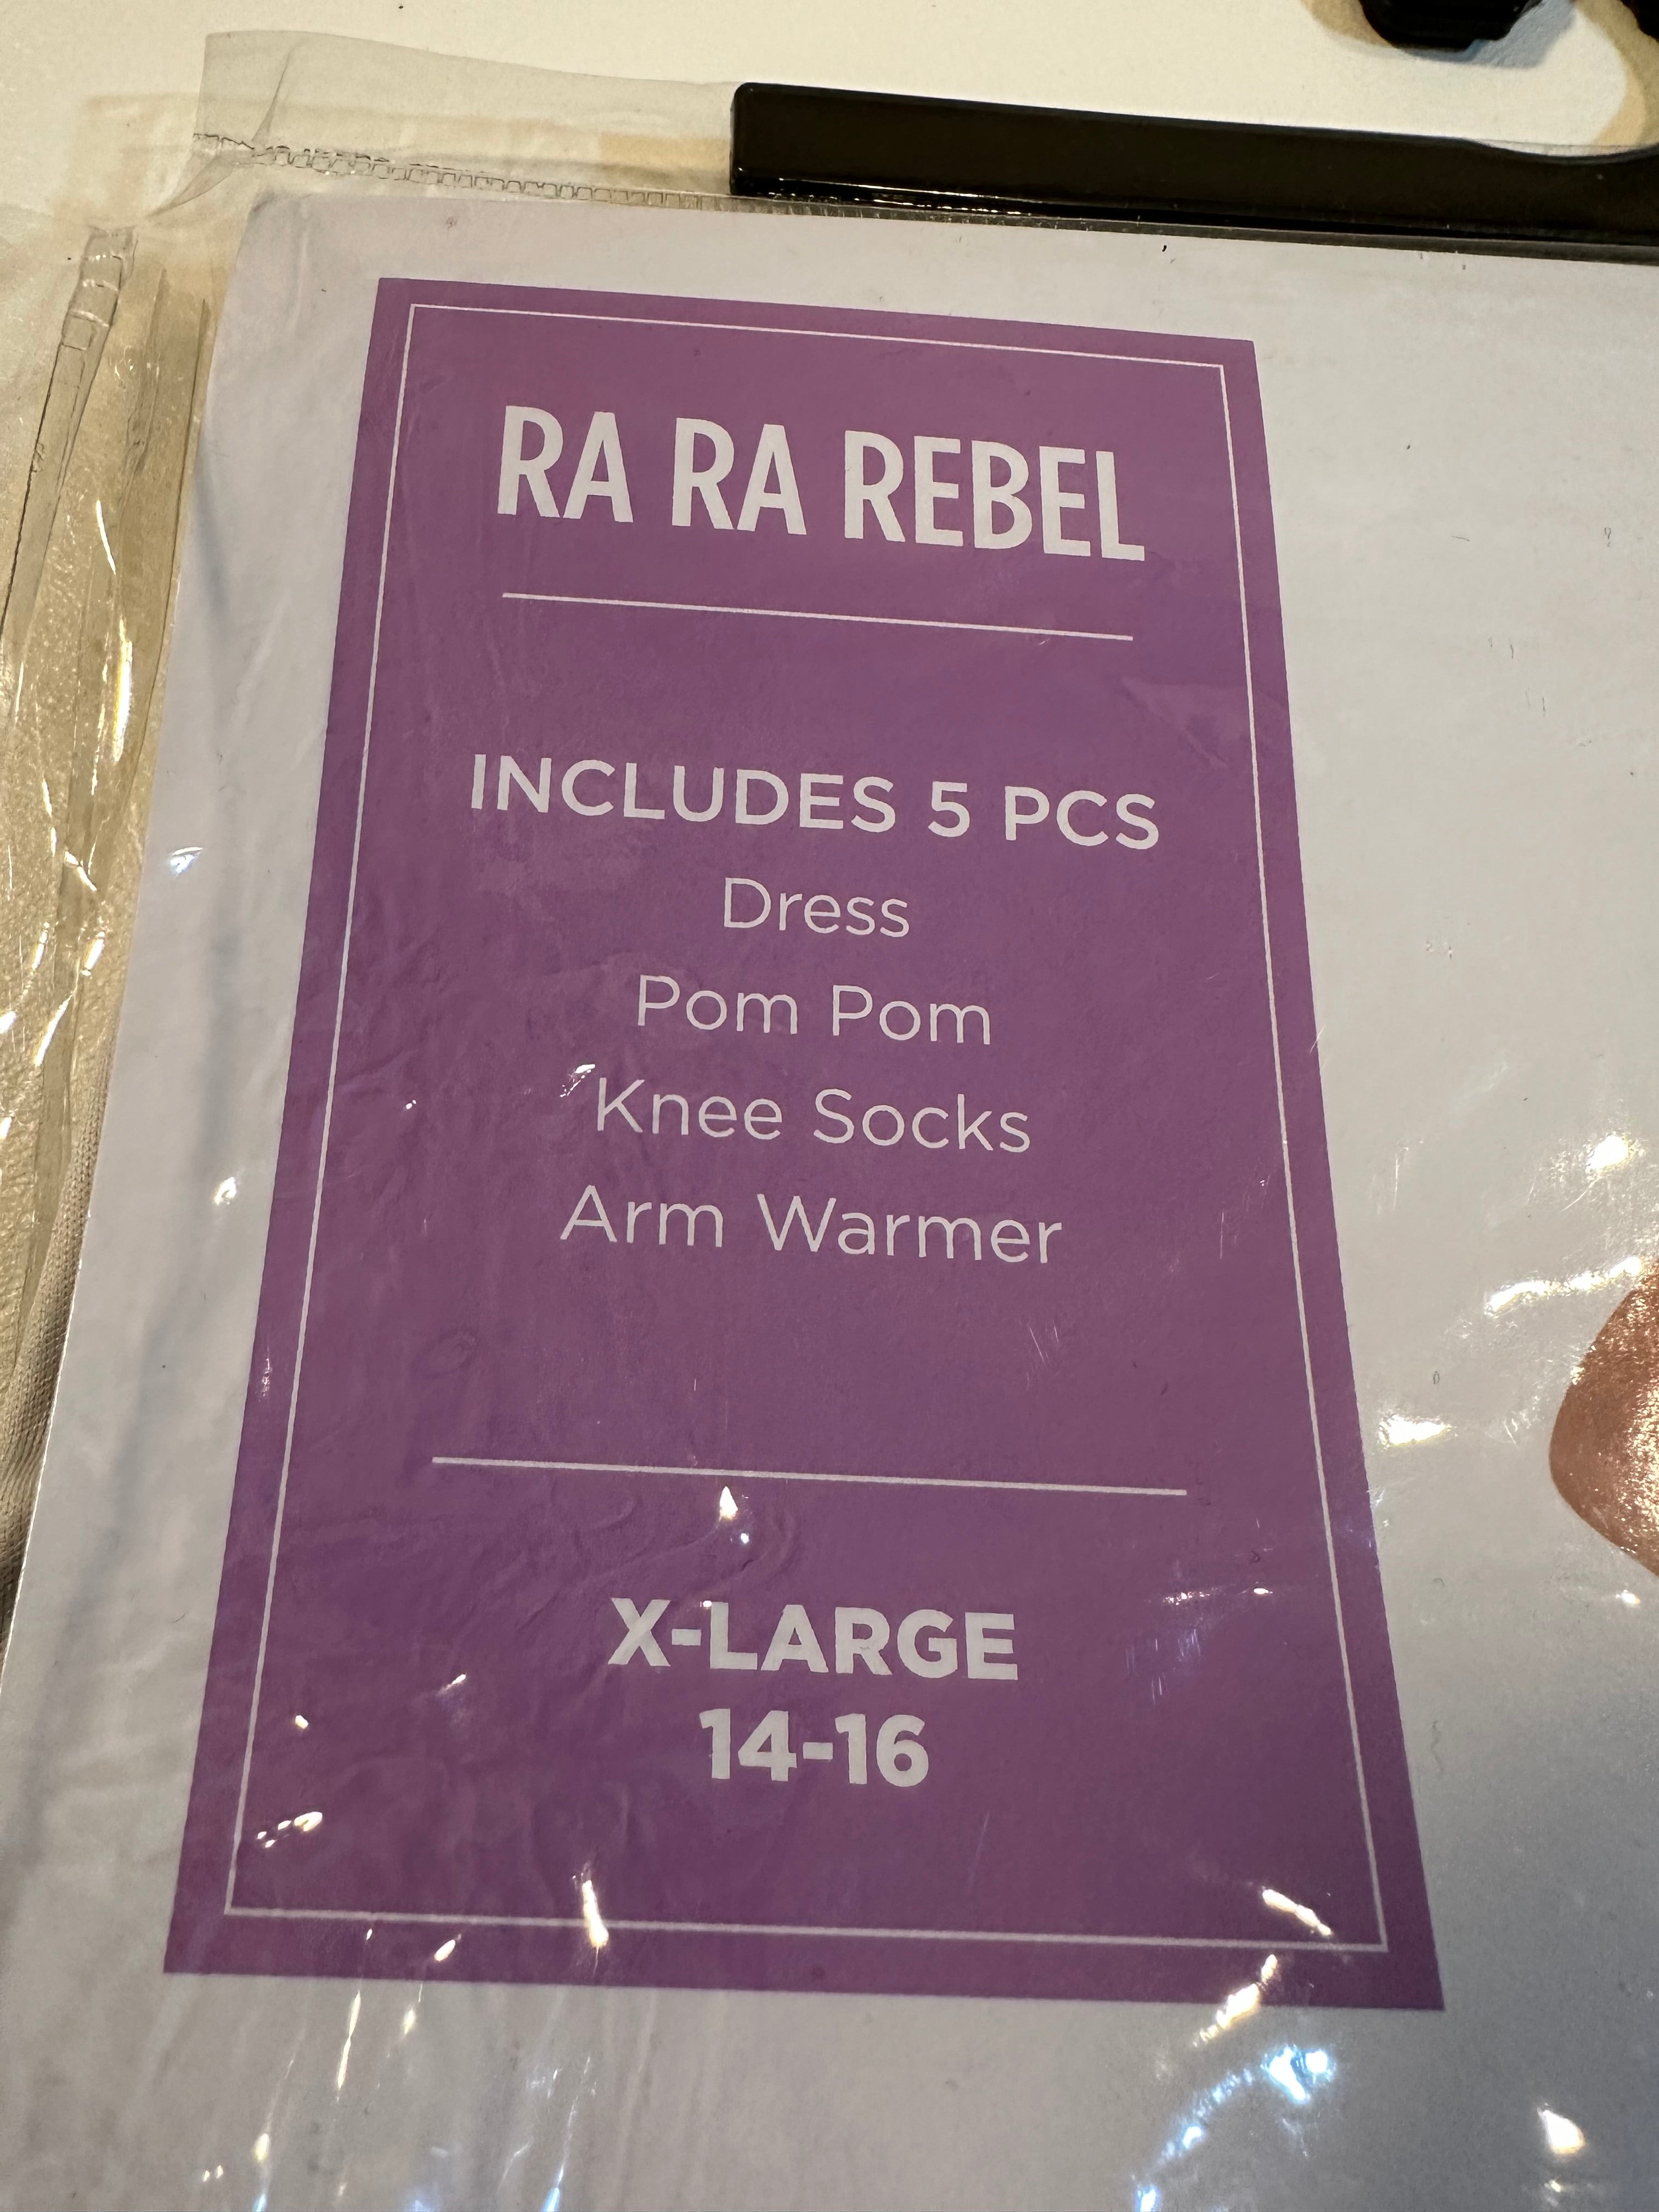 RA RA REBEL
INCLUDES 5 PCS
Dress
Pom Pom
Knee Socks
Arm Warmer
X-LARGE
14-16